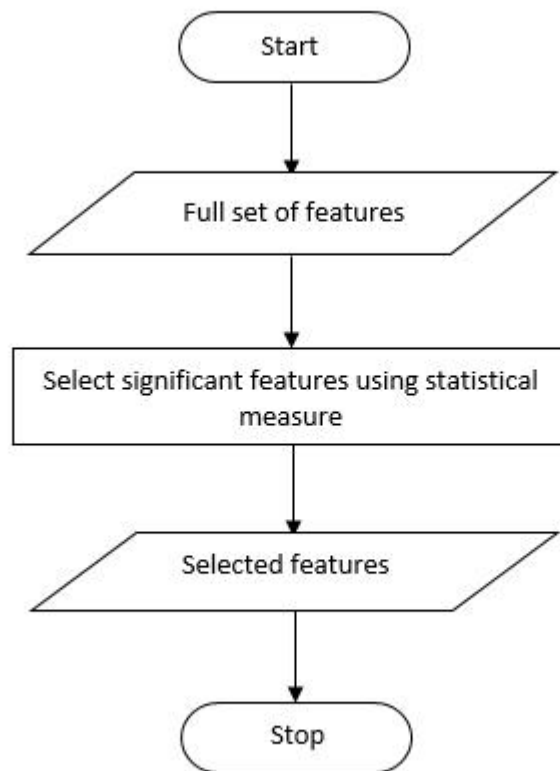 Start
Full set of features
Select significant features using statistical
measure
Selected features
Stop